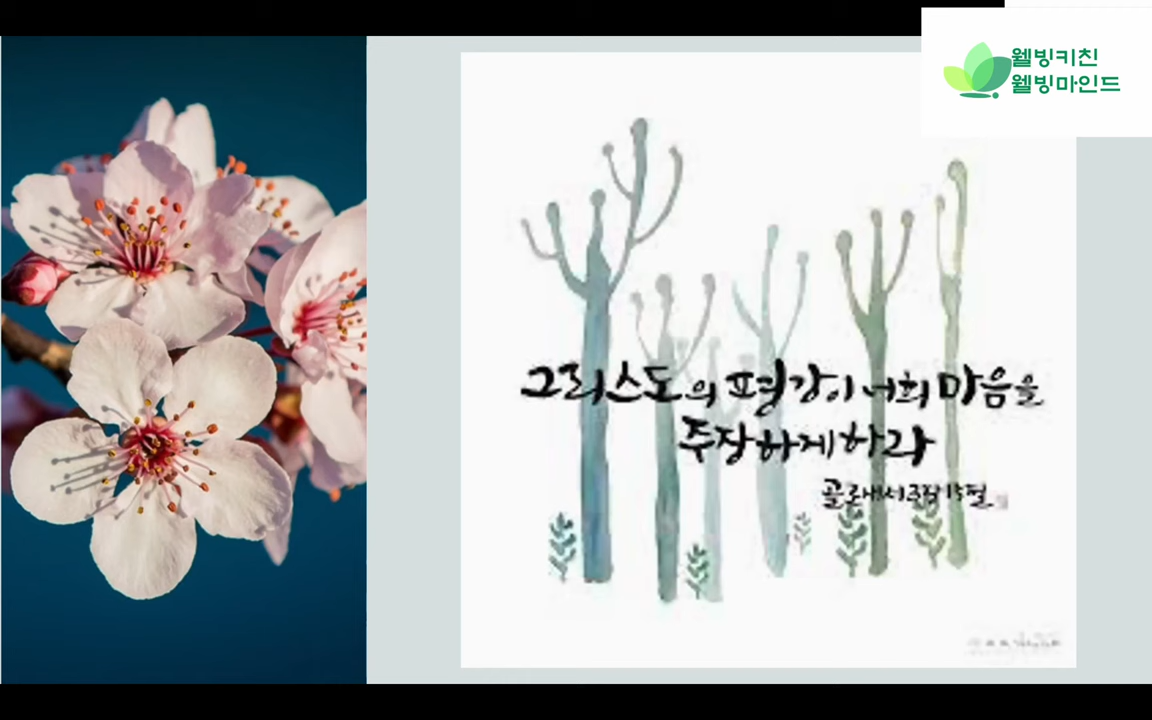 웰빙키친
웰빙마인드
그리스도의 평강이 너희 마음을
주장하게 하라
골로새서 3장 15절